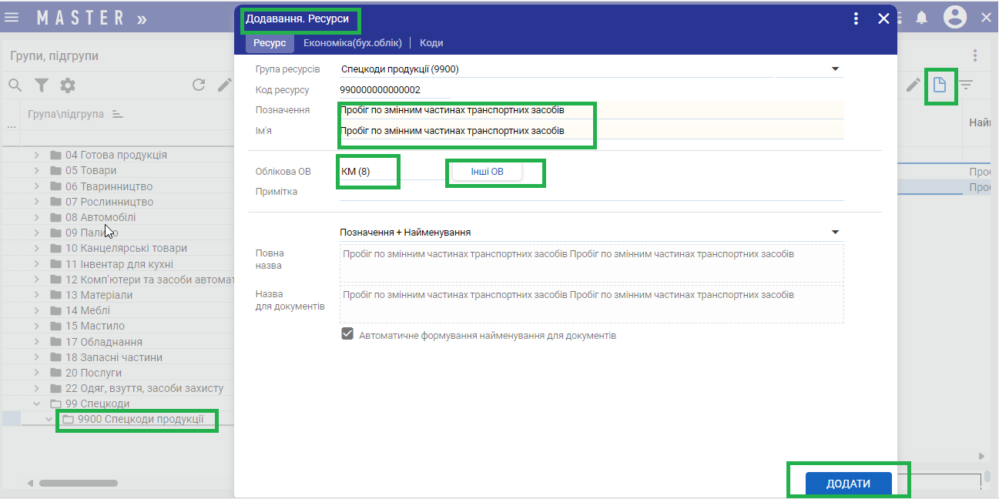 MASTER »
Групи, підгрупи
Група\підгрупа
...
04 Готова продукція
05 Товари
06 Тваринництво
07 Рослинництво
08 Автомобілі
09 Паливо
10 Канцелярські товари
11 Інвентар для кухні
12 Комп'ютери та засоби автомат
13 Матеріали
14 Меблі
15 Мастило
17 Обладнання
18 Запасні частини
20 Послуги
22 Одяг, взуття, засоби захисту
99 Спецкоди
9900 Спецкоди продукції
Додавання. Ресурси
Ресурс Економіка(бух.облік) Коди
Група ресурсів Спецкоди продукції (9900)
Код ресурсу 990000000000002
Позначення Пробіг по змінним частинах транспортних засобів
Ім'я Пробіг по змінним частинах транспортних засобів
Облікова ОВ КМ (8) Інші ОВ
Примітка
Позначення + Найменування
Повна назва Пробіг по змінним частинах транспортних засобів Пробіг по змінним частинах транспортних засобів
Назва для документів Пробіг по змінним частинах транспортних засобів Пробіг по змінним частинах транспортних засобів
Автоматичне формування найменування для документів
ДОДАТИ
Най
Про
Про